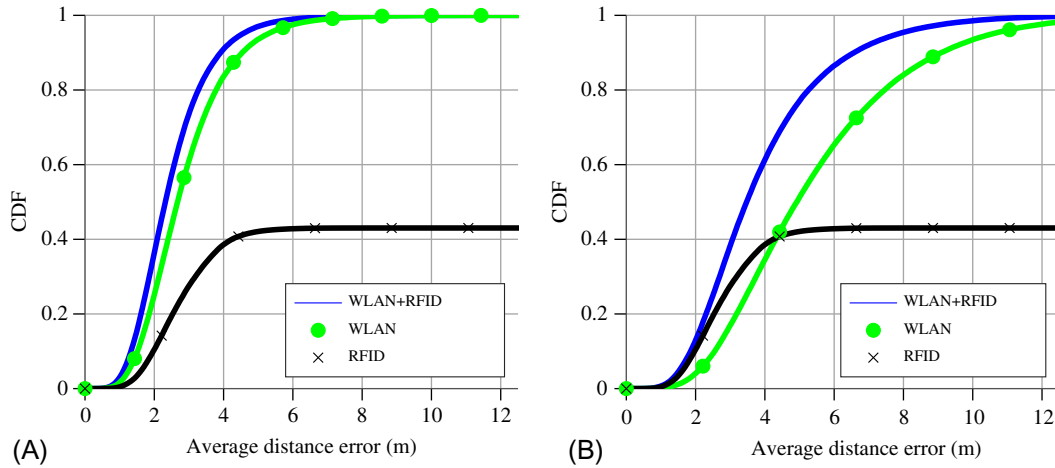 1
0.8
0.6
0.4
0.2
0
CDF
0 2 4 6 8 10 12
Average distance error (m)
WLAN+RFID
WLAN
RFID
(A)
1
0.8
0.6
0.4
0.2
0
CDF
0 2 4 6 8 10 12
Average distance error (m)
WLAN+RFID
WLAN
RFID
(B)